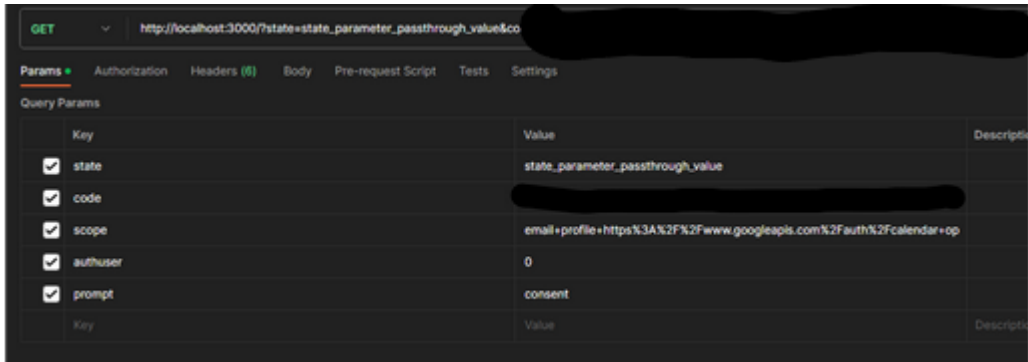 GET http://localhost:3000/?state=state_parameter_passthrough_value&co
Params Authorization Headers (6) Body Pre-request Script Tests Settings
Query Params
Key Value Descripti
state state_parameter_passthrough_value
code
scope email+profile+https%3A%2F%2Fwww.googleapis.com%2Fauth%2Fcalendar+op
authuser 0
prompt consent
Key Value Descripti